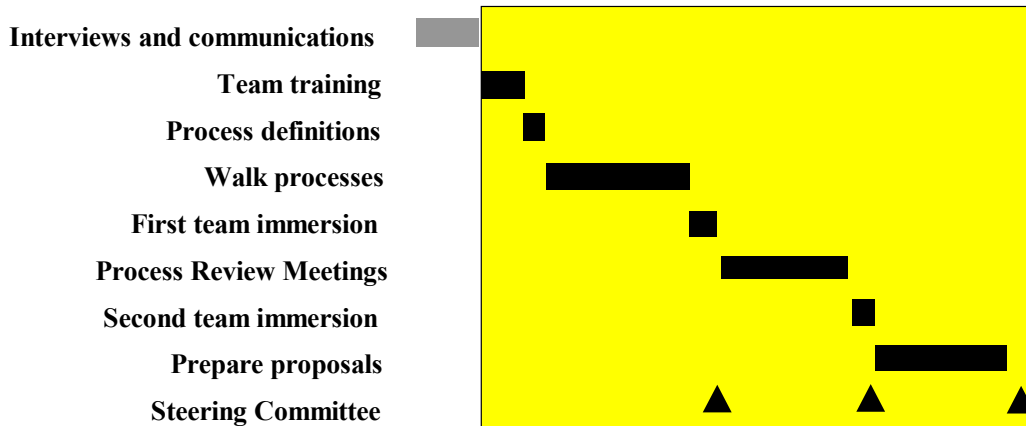 Interviews and communications
Team training
Process definitions
Walk processes
First team immersion
Process Review Meetings
Second team immersion
Prepare proposals
Steering Committee